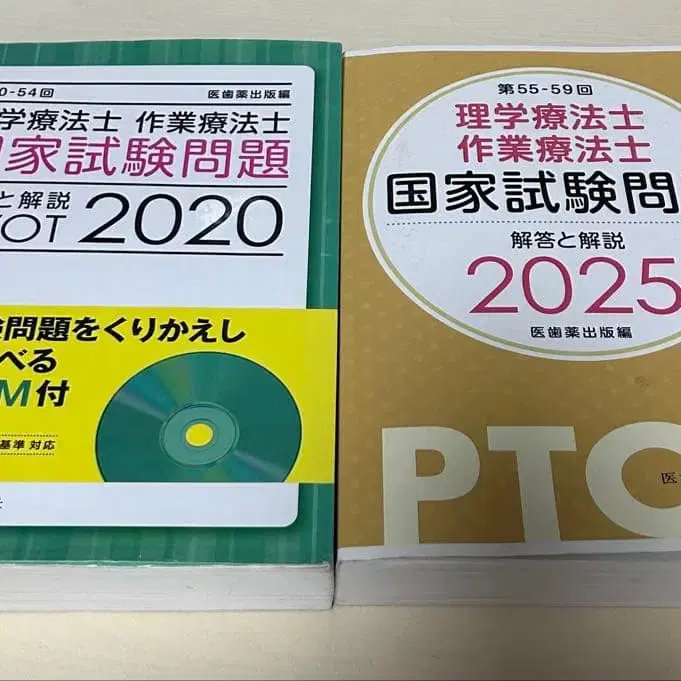 0-54回
医歯薬出版編
学療法士 作業療法士
国家試験問題
と解説
OT 2020
験問題をくりかえし
べる
M付
基準 対応
第55-59回
理学療法士
作業療法士
国家試験問
解答と解説
2025
医歯薬出版編
PTO
医